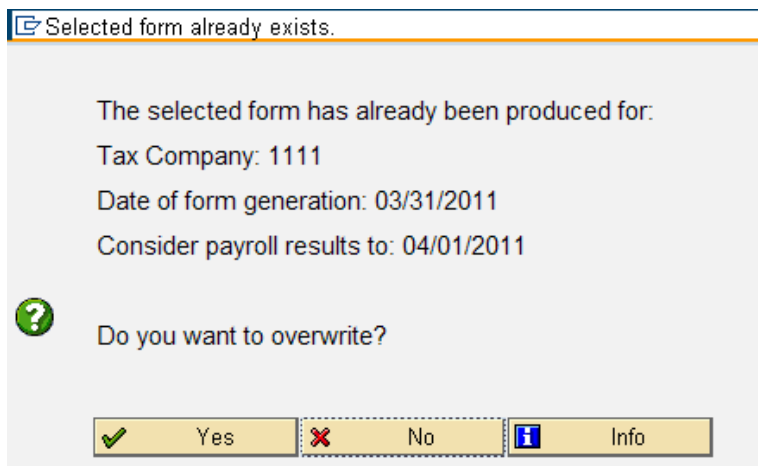 Selected form already exists.
The selected form has already been produced for:
Tax Company: 1111
Date of form generation: 03/31/2011
Consider payroll results to: 04/01/2011
Do you want to overwrite?
Yes No Info